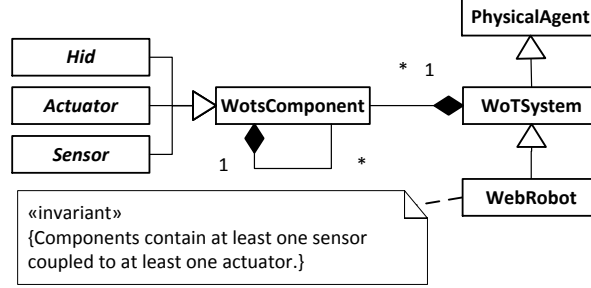 PhysicalAgent
Hid
* 1
Actuator
WotsComponent
WoTSystem
Sensor
1
*
WebRobot
«invariant»
{Components contain at least one sensor
coupled to at least one actuator.}